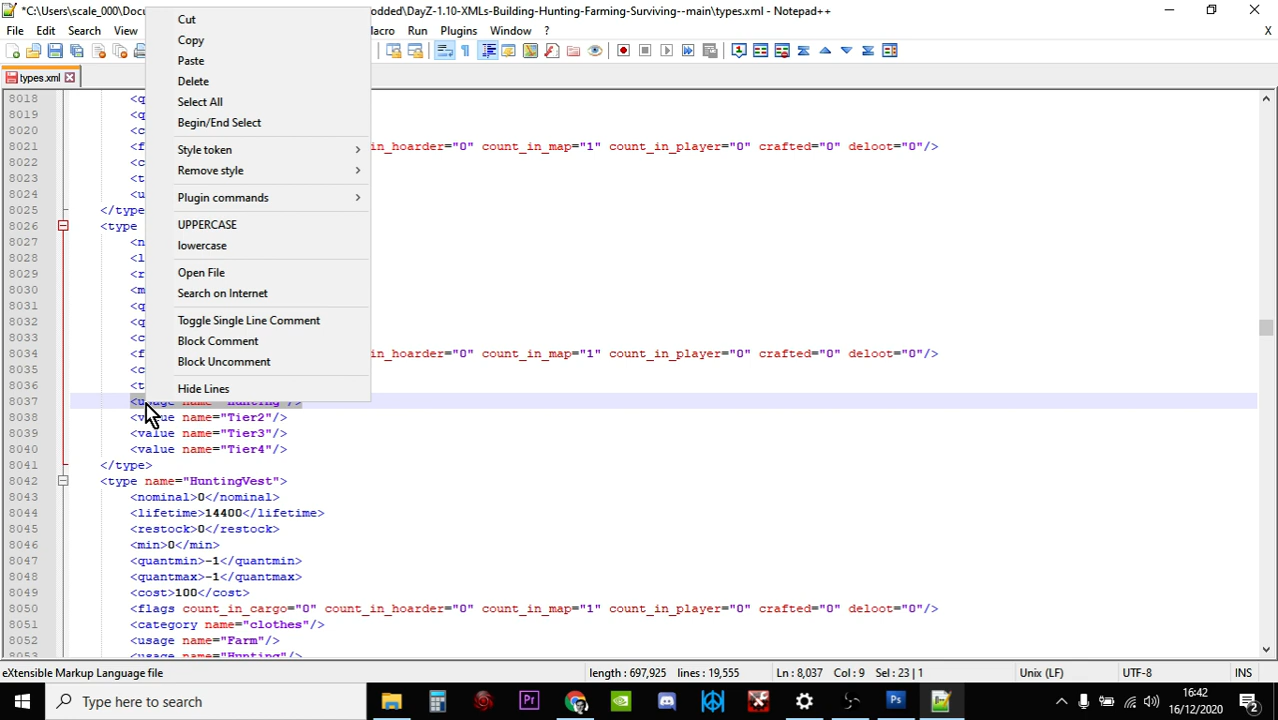 *C:\Users\scale_000\Docu odded\DayZ-1.10-XMLs-Building-Hunting-Farming-Surviving--main\types.xml - Notepad++
File Edit Search View acro Run Plugins Window ? X
types.xml
Cut
Copy
Paste
Delete
Select All
Begin/End Select
Style token
Remove style
Plugin commands
UPPERCASE
lowercase
Open File
Search on Internet
Toggle Single Line Comment
Block Comment
Block Uncomment
Hide Lines
8018 <q
8019 <q
8020 <c
8021 <f in_hoarder="0" count_in_map="1" count_in_player="0" crafted="0" deloot="0"/>
8022 <c
8023 <t
8024 <u
8025 </type
8026 <type
8027 <n
8028 <l
8029 <r
8030 <m
8031 <q
8032 <q
8033 <c
8034 <f in_hoarder="0" count_in_map="1" count_in_player="0" crafted="0" deloot="0"/>
8035 <c
8036 <t
8037 <usage name="Hunting"/>
8038 <value name="Tier2"/>
8039 <value name="Tier3"/>
8040 <value name="Tier4"/>
8041 </type>
8042 <type name="HuntingVest">
8043 <nominal>0</nominal>
8044 <lifetime>14400</lifetime>
8045 <restock>0</restock>
8046 <min>0</min>
8047 <quantmin>-1</quantmin>
8048 <quantmax>-1</quantmax>
8049 <cost>100</cost>
8050 <flags count_in_cargo="0" count_in_hoarder="0" count_in_map="1" count_in_player="0" crafted="0" deloot="0"/>
8051 <category name="clothes"/>
8052 <usage name="Farm"/>
8053 <usage name="Hunting"/>
eXtensible Markup Language file length : 697,925 lines : 19,555 Ln : 8,037 Col : 9 Sel : 23 | 1 Unix (LF) UTF-8 INS
Type here to search
16:42
16/12/2020
2